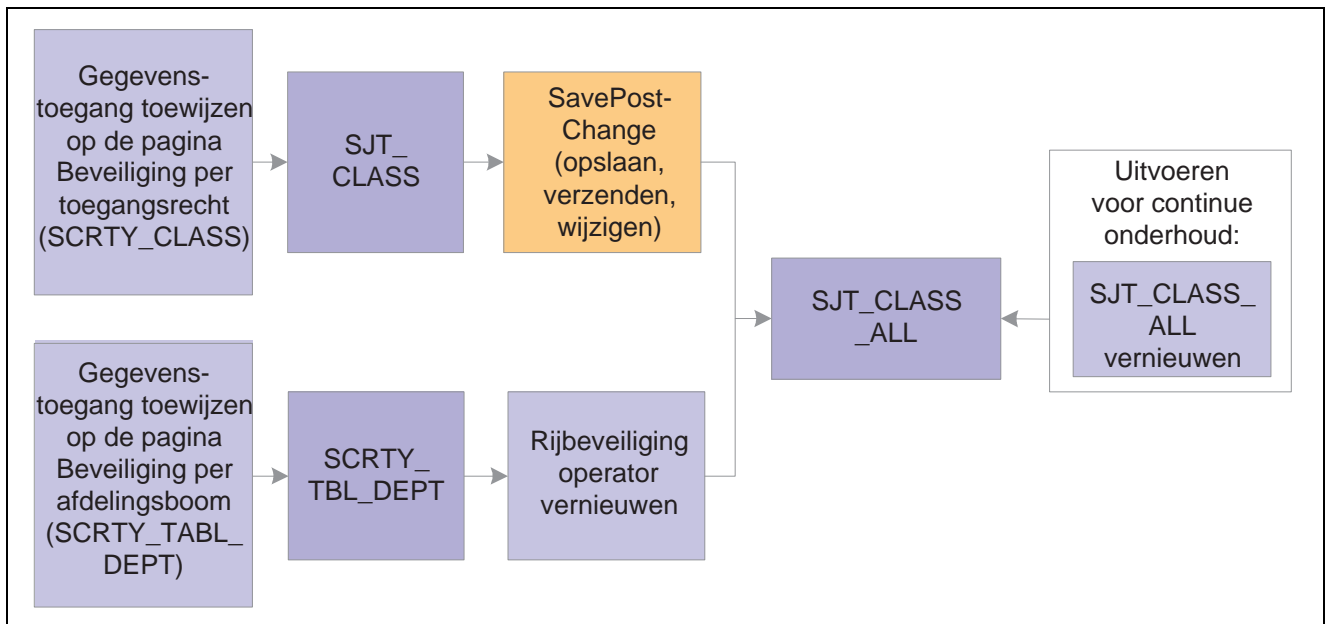 Gegevens-
toegang toewijzen
op de pagina
Beveiliging per
toegangsrecht
(SCRTY_CLASS)
SJT_
CLASS
SavePost-
Change
(opslaan,
verzenden,
wijzigen)
Gegevens-
toegang toewijzen
op de pagina
Beveiliging per
afdelingsboom
(SCRTY_TABL_
DEPT)
SCRTY_
TBL_DEPT
Rijbeveiliging
operator
vernieuwen
SJT_CLASS
_ALL
Uitvoeren
voor continue
onderhoud:
SJT_CLASS_
ALL
vernieuwen